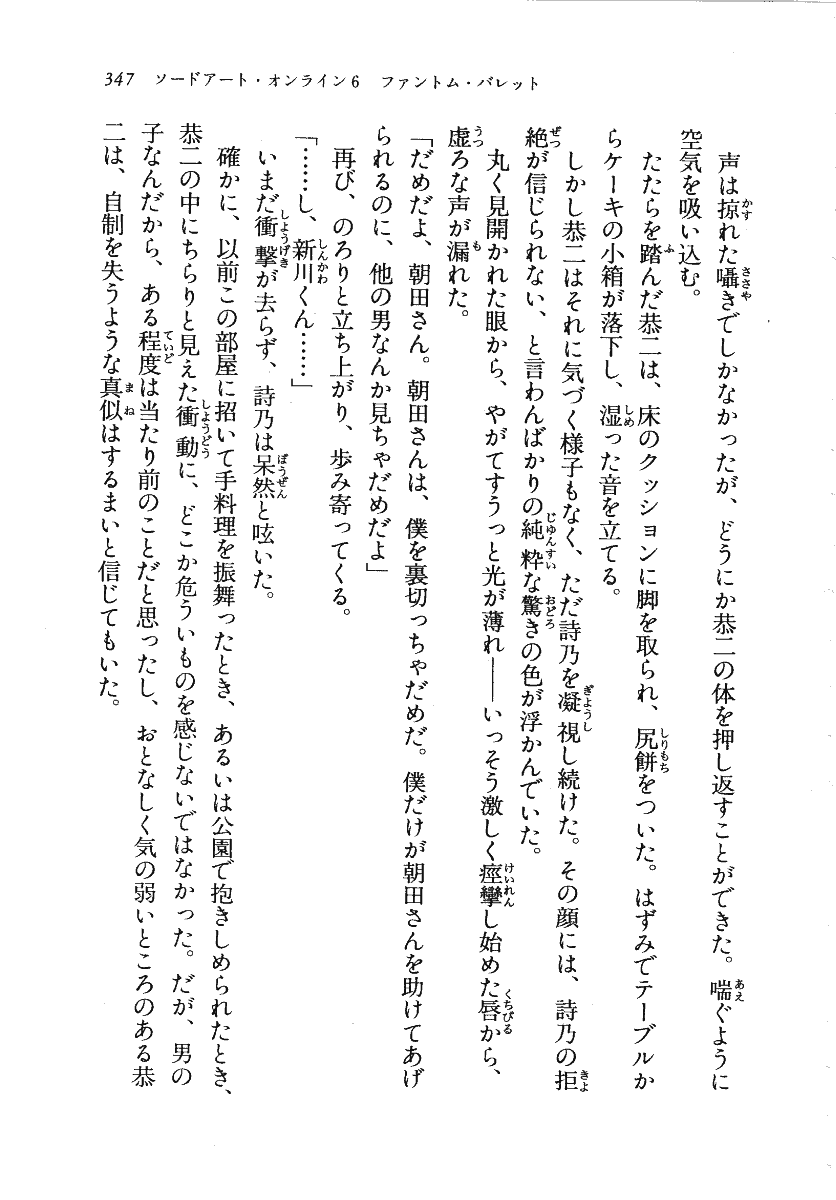 347　ソードアート・オンライン6　ファントム・バレット
　声は掠れた囁きでしかなかったが、どうにか恭二の体を押し返すことができた。喘ぐように
空気を吸い込む。
　たたらを踏んだ恭二は、床のクッションに脚を取られ、尻餅をついた。はずみでテーブルか
らケーキの小箱が落下し、湿った音を立てる。
　しかし恭二はそれに気づく様子もなく、ただ詩乃を凝視し続けた。その顔には、詩乃の拒
絶が信じられない、と言わんばかりの純粋な驚きの色が浮かんでいた。
　丸く見開かれた眼から、やがてすうっと光が薄れ――いっそう激しく痙攣し始めた唇から、
虚ろな声が漏れた。
「だめだよ、朝田さん。朝田さんは、僕を裏切っちゃだめだ。僕だけが朝田さんを助けてあげ
られるのに、他の男なんか見ちゃだめだよ」
　再び、のろりと立ち上がり、歩み寄ってくる。
「……し、新川くん……」
　いまだ衝撃が去らず、詩乃は呆然と呟いた。
　確かに、以前この部屋に招いて手料理を振舞ったとき、あるいは公園で抱きしめられたとき、
恭二の中にちらりと見えた衝動に、どこか危ういものを感じないではなかった。だが、男の
子なんだから、ある程度は当たり前のことだと思ったし、おとなしく気の弱いところのある恭
二は、自制を失うような真似はするまいと信じてもいた。